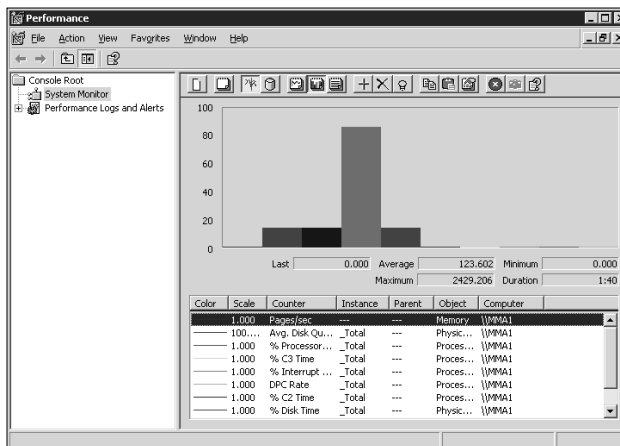 Performance
File Action View Favorites Window Help
Console Root
System Monitor
Performance Logs and Alerts
100
80
60
40
20
0
Last 0.000 Average 123.602 Minimum 0.000
Maximum 2429.206 Duration 1:40
Color Scale Counter Instance Parent Object Computer
1.000 Pages/sec --- --- Memory \\MMA1
100.... Avg. Disk Qu... _Total --- Physic... \\MMA1
1.000 % Processor... _Total --- Proces... \\MMA1
1.000 % C3 Time _Total --- Proces... \\MMA1
1.000 % Interrupt ... _Total --- Proces... \\MMA1
1.000 DPC Rate _Total --- Proces... \\MMA1
1.000 % C2 Time _Total --- Proces... \\MMA1
1.000 % Disk Time _Total --- Physic... \\MMA1